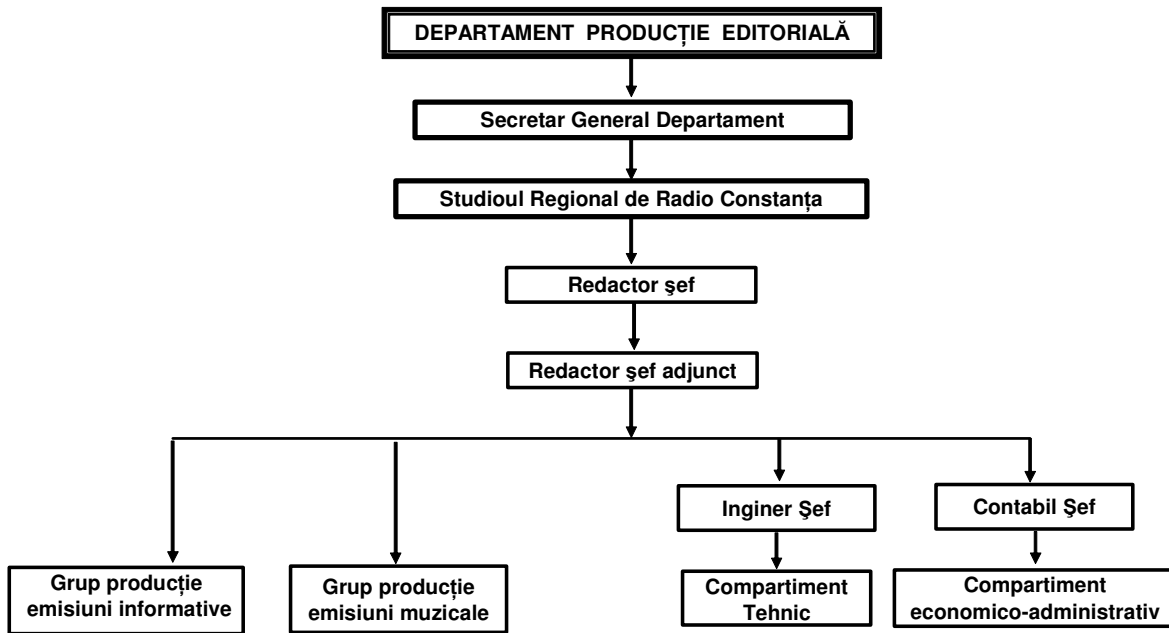 DEPARTAMENT PRODUCȚIE EDITORIALĂ
Secretar General Departament
Studioul Regional de Radio Constanța
Redactor şef
Redactor şef adjunct
Inginer Şef
Contabil Şef
Grup producție
emisiuni informative
Grup producție
emisiuni muzicale
Compartiment
Tehnic
Compartiment
economico-administrativ